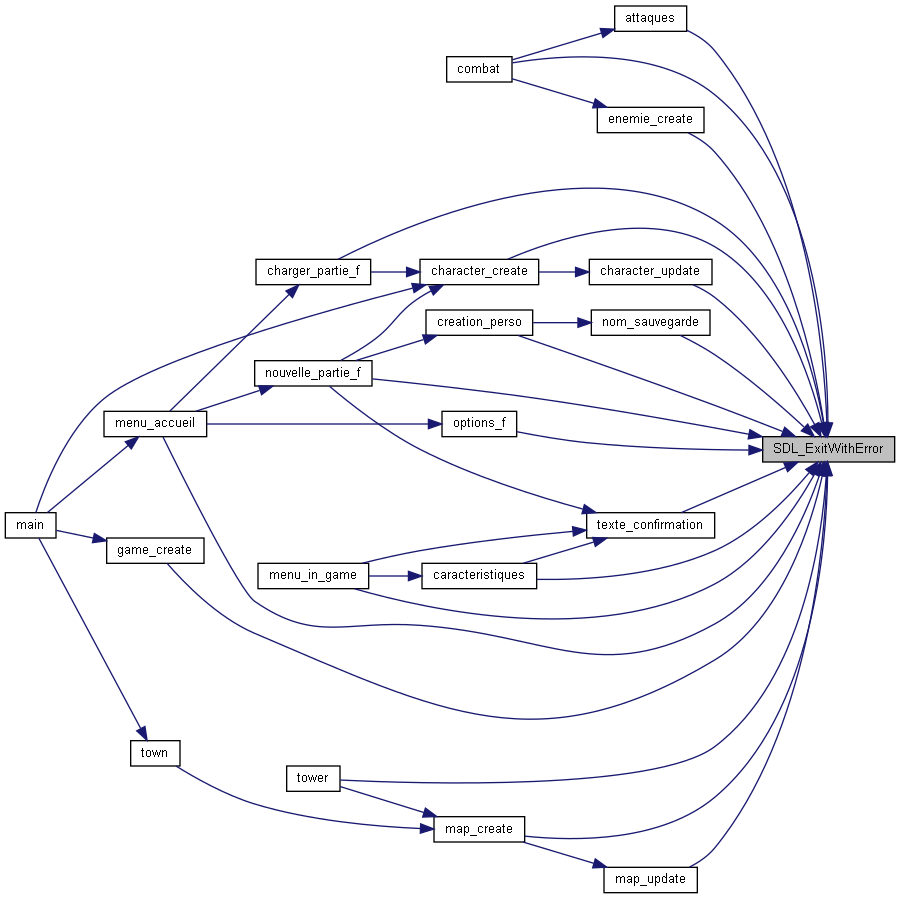 attaques
combat
enemie_create
charger_partie_f
character_create
character_update
creation_perso
nom_sauvegarde
nouvelle_partie_f
menu_accueil
options_f
SDL_ExitWithError
main
texte_confirmation
game_create
menu_in_game
caracteristiques
town
tower
map_create
map_update